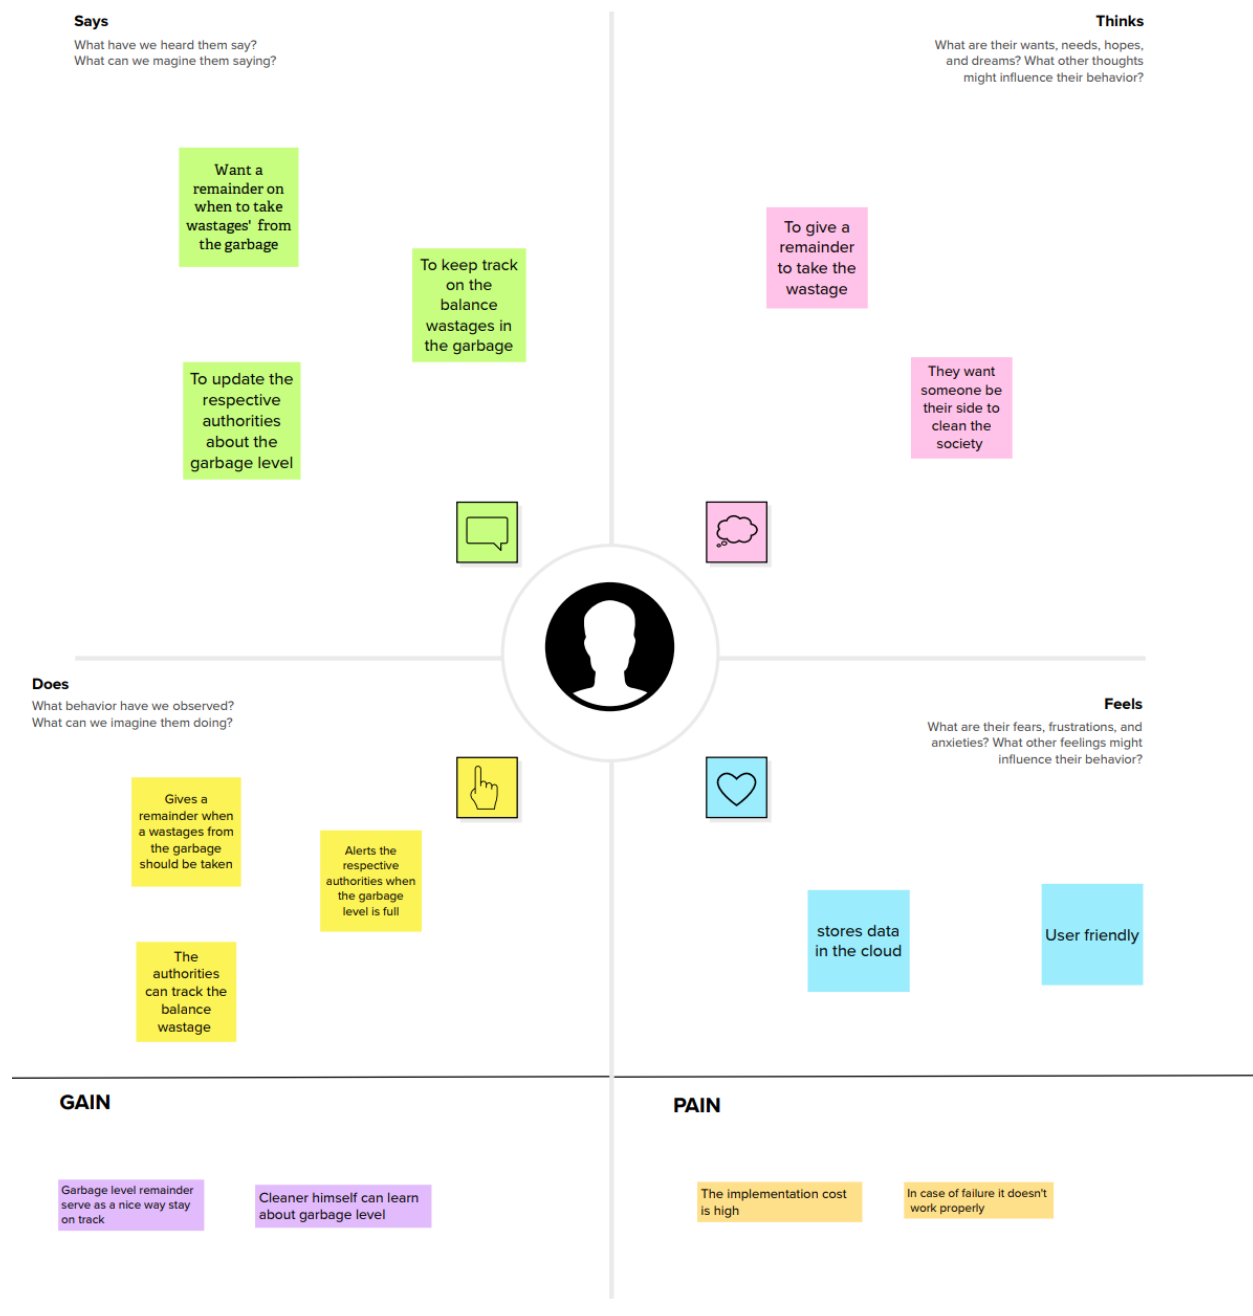 Says
What have we heard them say?
What can we magine them saying?
Want a
remainder on
when to take
wastages' from
the garbage
To keep track
on the
balance
wastages in
the garbage
To update the
respective
authorities
about the
garbage level
Thinks
What are their wants, needs, hopes,
and dreams? What other thoughts
might influence their behavior?
To give a
remainder
to take the
wastage
They want
someone be
their side to
clean the
society
Does
What behavior have we observed?
What can we imagine them doing?
Gives a
remainder when
a wastages from
the garbage
should be taken
Alerts the
respective
authorities when
the garbage
level is full
The
authorities
can track the
balance
wastage
Feels
What are their fears, frustrations, and
anxieties? What other feelings might
influence their behavior?
stores data
in the cloud
User friendly
GAIN
Garbage level remainder
serve as a nice way stay
on track
Cleaner himself can learn
about garbage level
PAIN
The implementation cost
is high
In case of failure it doesn't
work properly